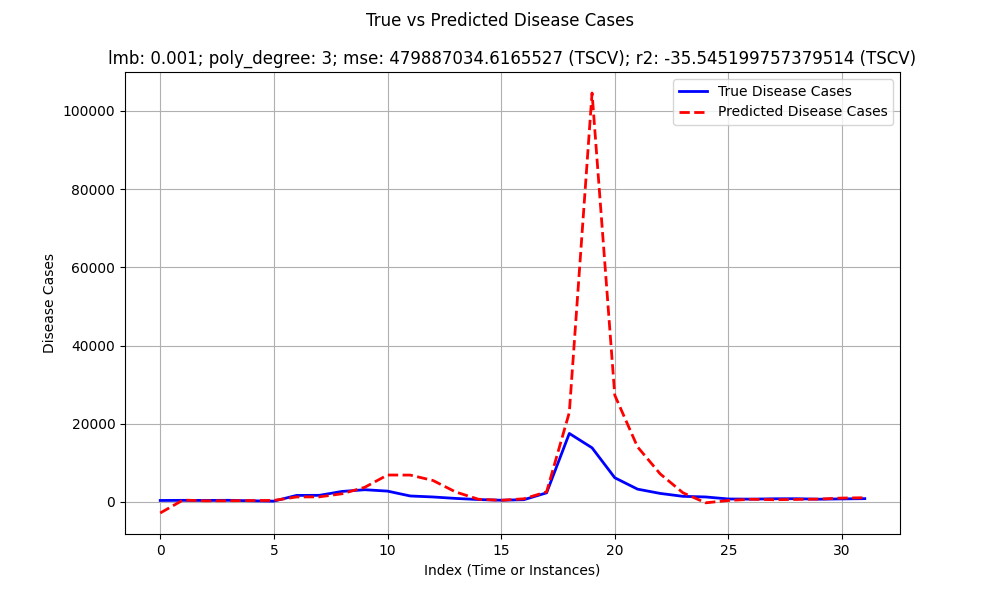 True vs Predicted Disease Cases
lmb: 0.001; poly_degree: 3; mse: 479887034.6165527 (TSCV); r2: -35.545199757379514 (TSCV)
True Disease Cases
Predicted Disease Cases
100000
80000
60000
40000
20000
0
Disease Cases
0 5 10 15 20 25 30
Index (Time or Instances)